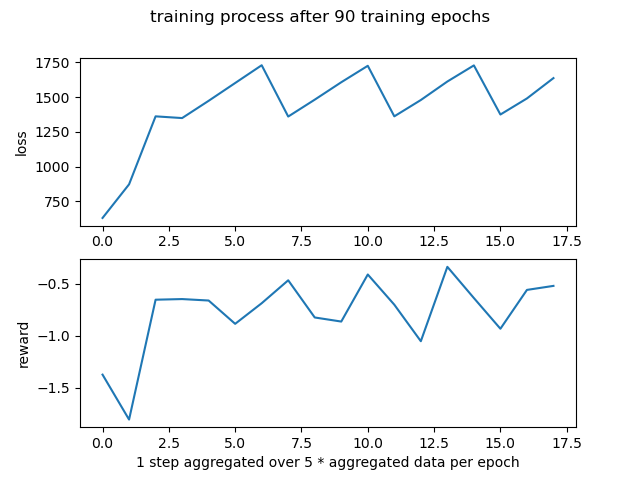 training process after 90 training epochs
1750
1500
1250
1000
750
loss
0.0 2.5 5.0 7.5 10.0 12.5 15.0 17.5
−0.5
−1.0
−1.5
reward
0.0 2.5 5.0 7.5 10.0 12.5 15.0 17.5
1 step aggregated over 5 * aggregated data per epoch